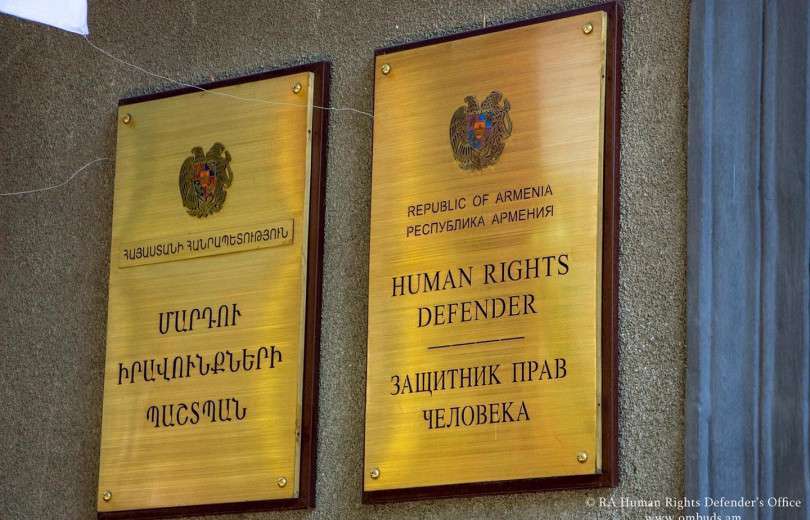 ՀԱՅԱՍՏԱՆԻ ՀԱՆՐԱՊԵՏՈՒԹՅՈՒՆ
ՄԱՐԴՈՒ
ԻՐԱՎՈՒՆՔՆԵՐԻ
ՊԱՇՏՊԱՆ
REPUBLIC OF ARMENIA
РЕСПУБЛИКА АРМЕНИЯ
HUMAN RIGHTS
DEFENDER
ЗАЩИТНИК ПРАВ
ЧЕЛОВЕКА
© RA Human Rights Defender's Office
www.ombuds.am